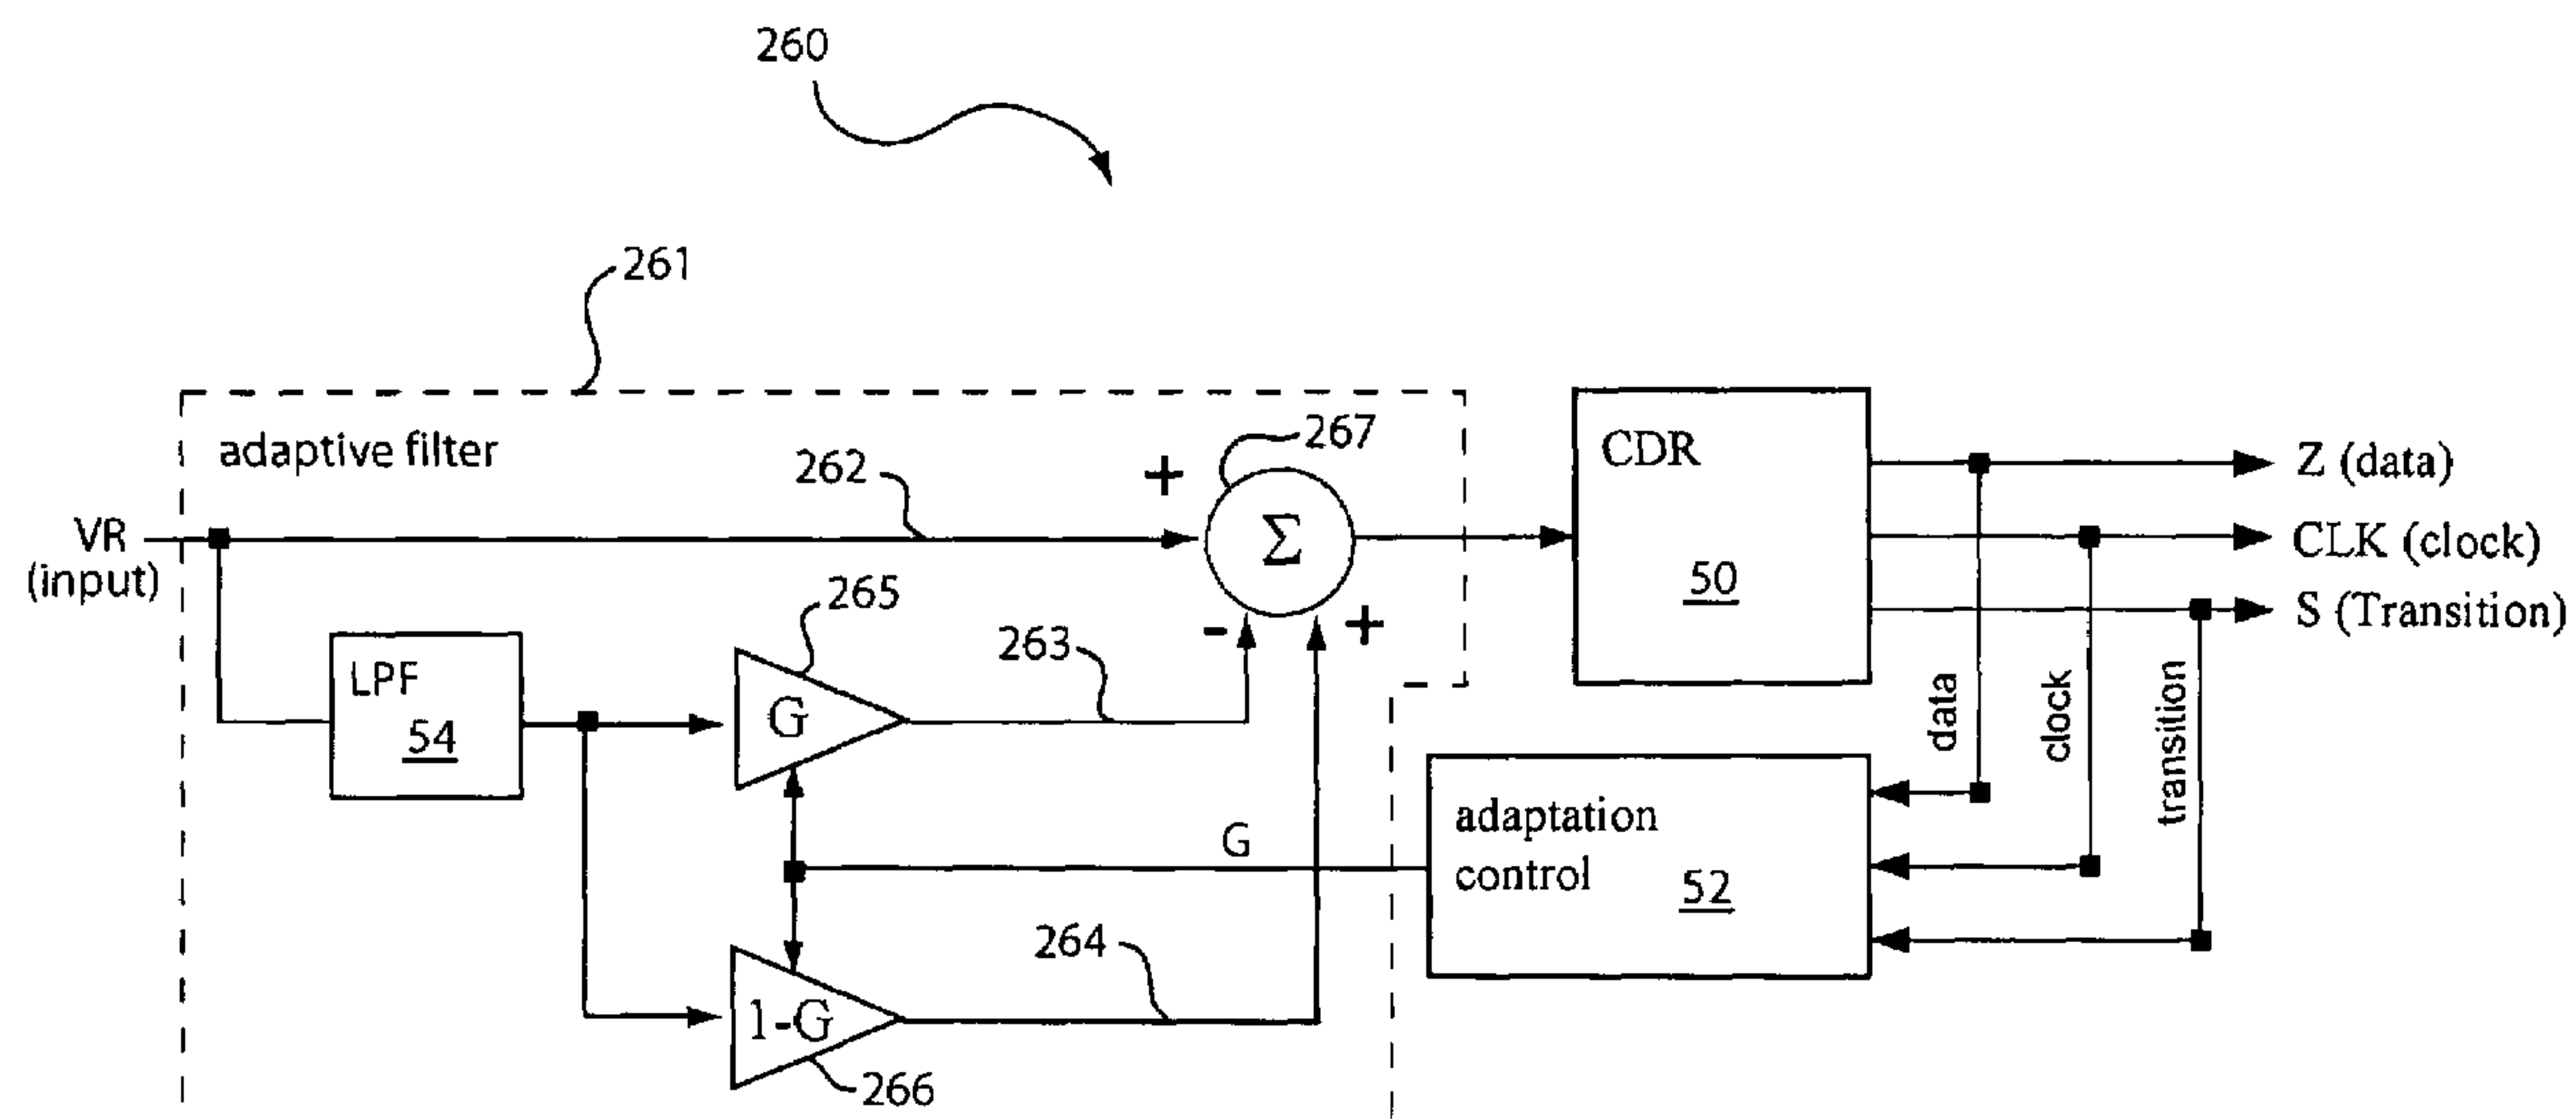 260
261
adaptive filter
267
262
+
Σ
CDR
50
Z (data)
VR
(input)
CLK (clock)
S (Transition)
265
-
+
LPF
54
G
263
data
clock
transition
G
adaptation
control
52
264
1-G
266